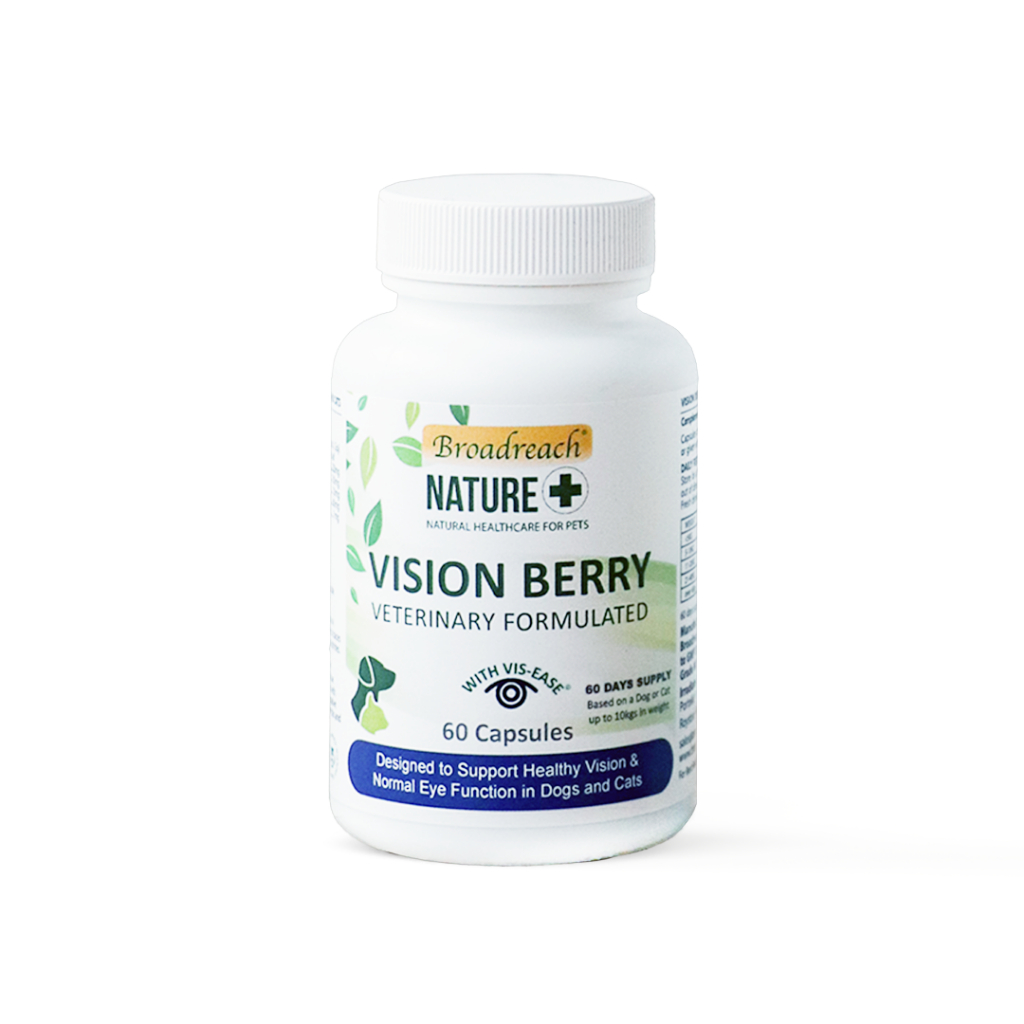 Broadreach®
NATURE+
NATURAL HEALTHCARE FOR PETS
VISION BERRY
VETERINARY FORMULATED
WITH VIS-EASE®
60 DAYS SUPPLY
Based on a Dog or Cat
up to 10kgs in weight.
60 Capsules
Designed to Support Healthy Vision &
Normal Eye Function in Dogs and Cats